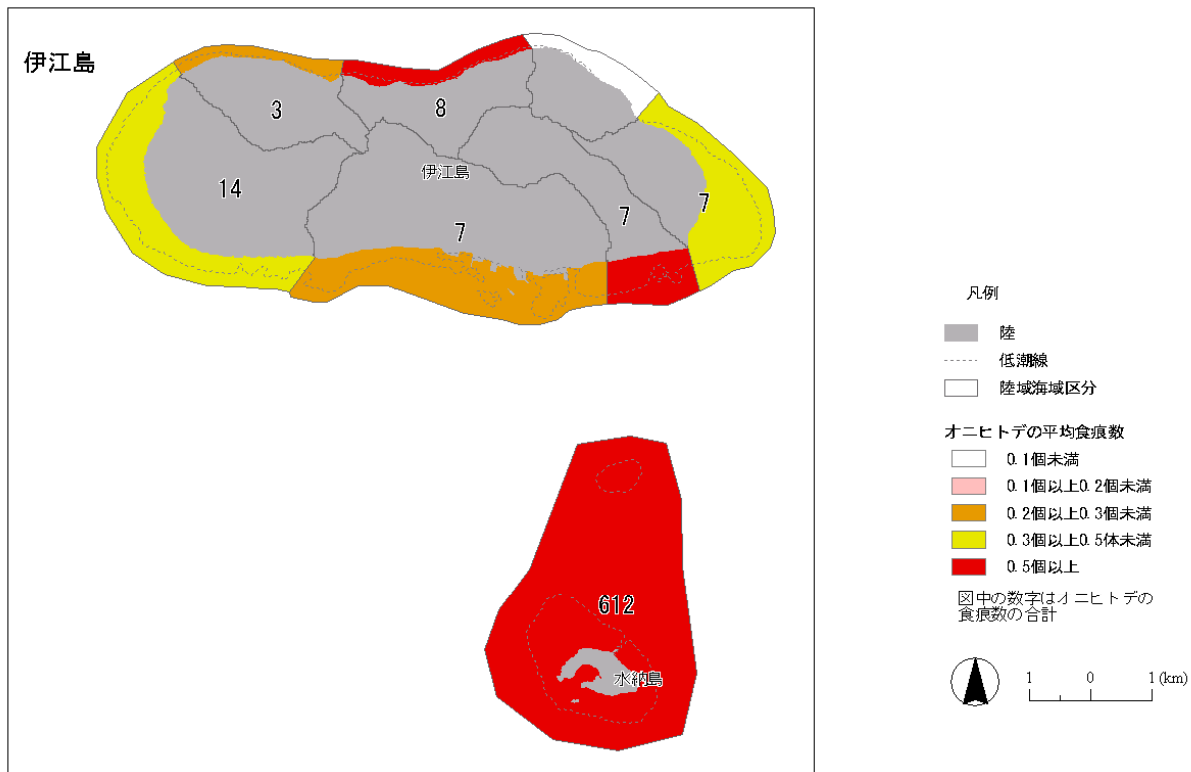 伊江島
3
8
伊江島
14
7
7
7
612
水納島
凡例
陸
低潮線
陸域海域区分
オニヒトデの平均食痕数
0.1個未満
0.1個以上0.2個未満
0.2個以上0.3個未満
0.3個以上0.5体未満
0.5個以上
図中の数字はオニヒトデの
食痕数の合計
1 0 1 (km)